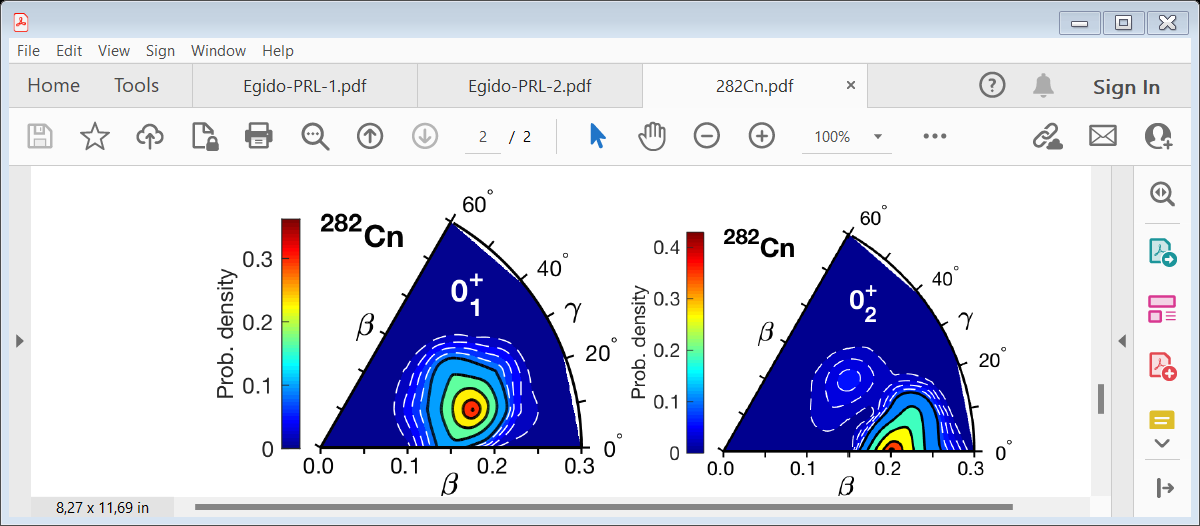 File Edit View Sign Window Help
Home Tools Egido-PRL-1.pdf Egido-PRL-2.pdf 282Cn.pdf × ? Sign In
2 / 2 100%
282Cn
60°
40°
γ
20°
0°
0+1
β
Prob. density
0.3
0.2
0.1
0
0.0 0.1 0.2 0.3
β
282Cn
60°
40°
γ
20°
0°
0+2
β
Prob. density
0.4
0.3
0.2
0.1
0
0.0 0.1 0.2 0.3
β
8,27 x 11,69 in